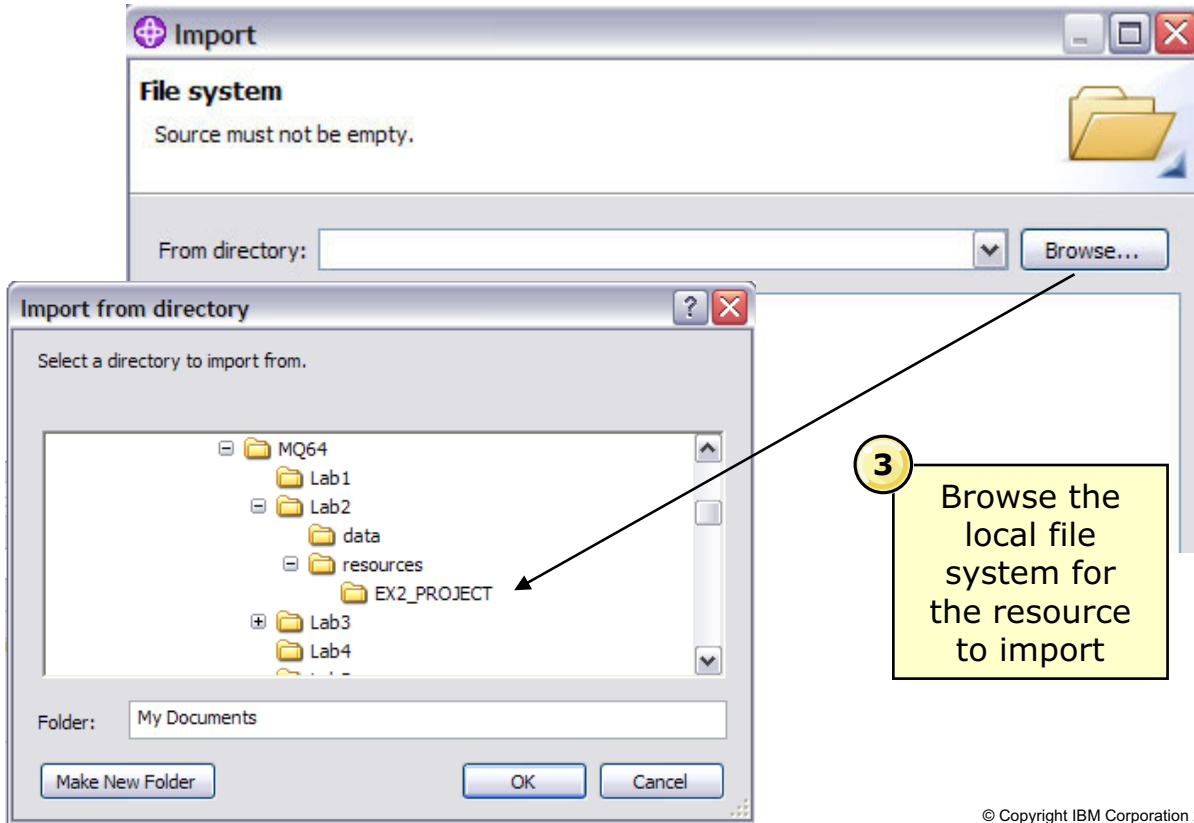 Import
File system
Source must not be empty.
From directory:
Browse...
Import from directory
Select a directory to import from.
MQ64
Lab1
Lab2
data
resources
EX2_PROJECT
Lab3
Lab4
Folder: My Documents
Make New Folder
OK
Cancel
3
Browse the
local file
system for
the resource
to import
© Copyright IBM Corporation